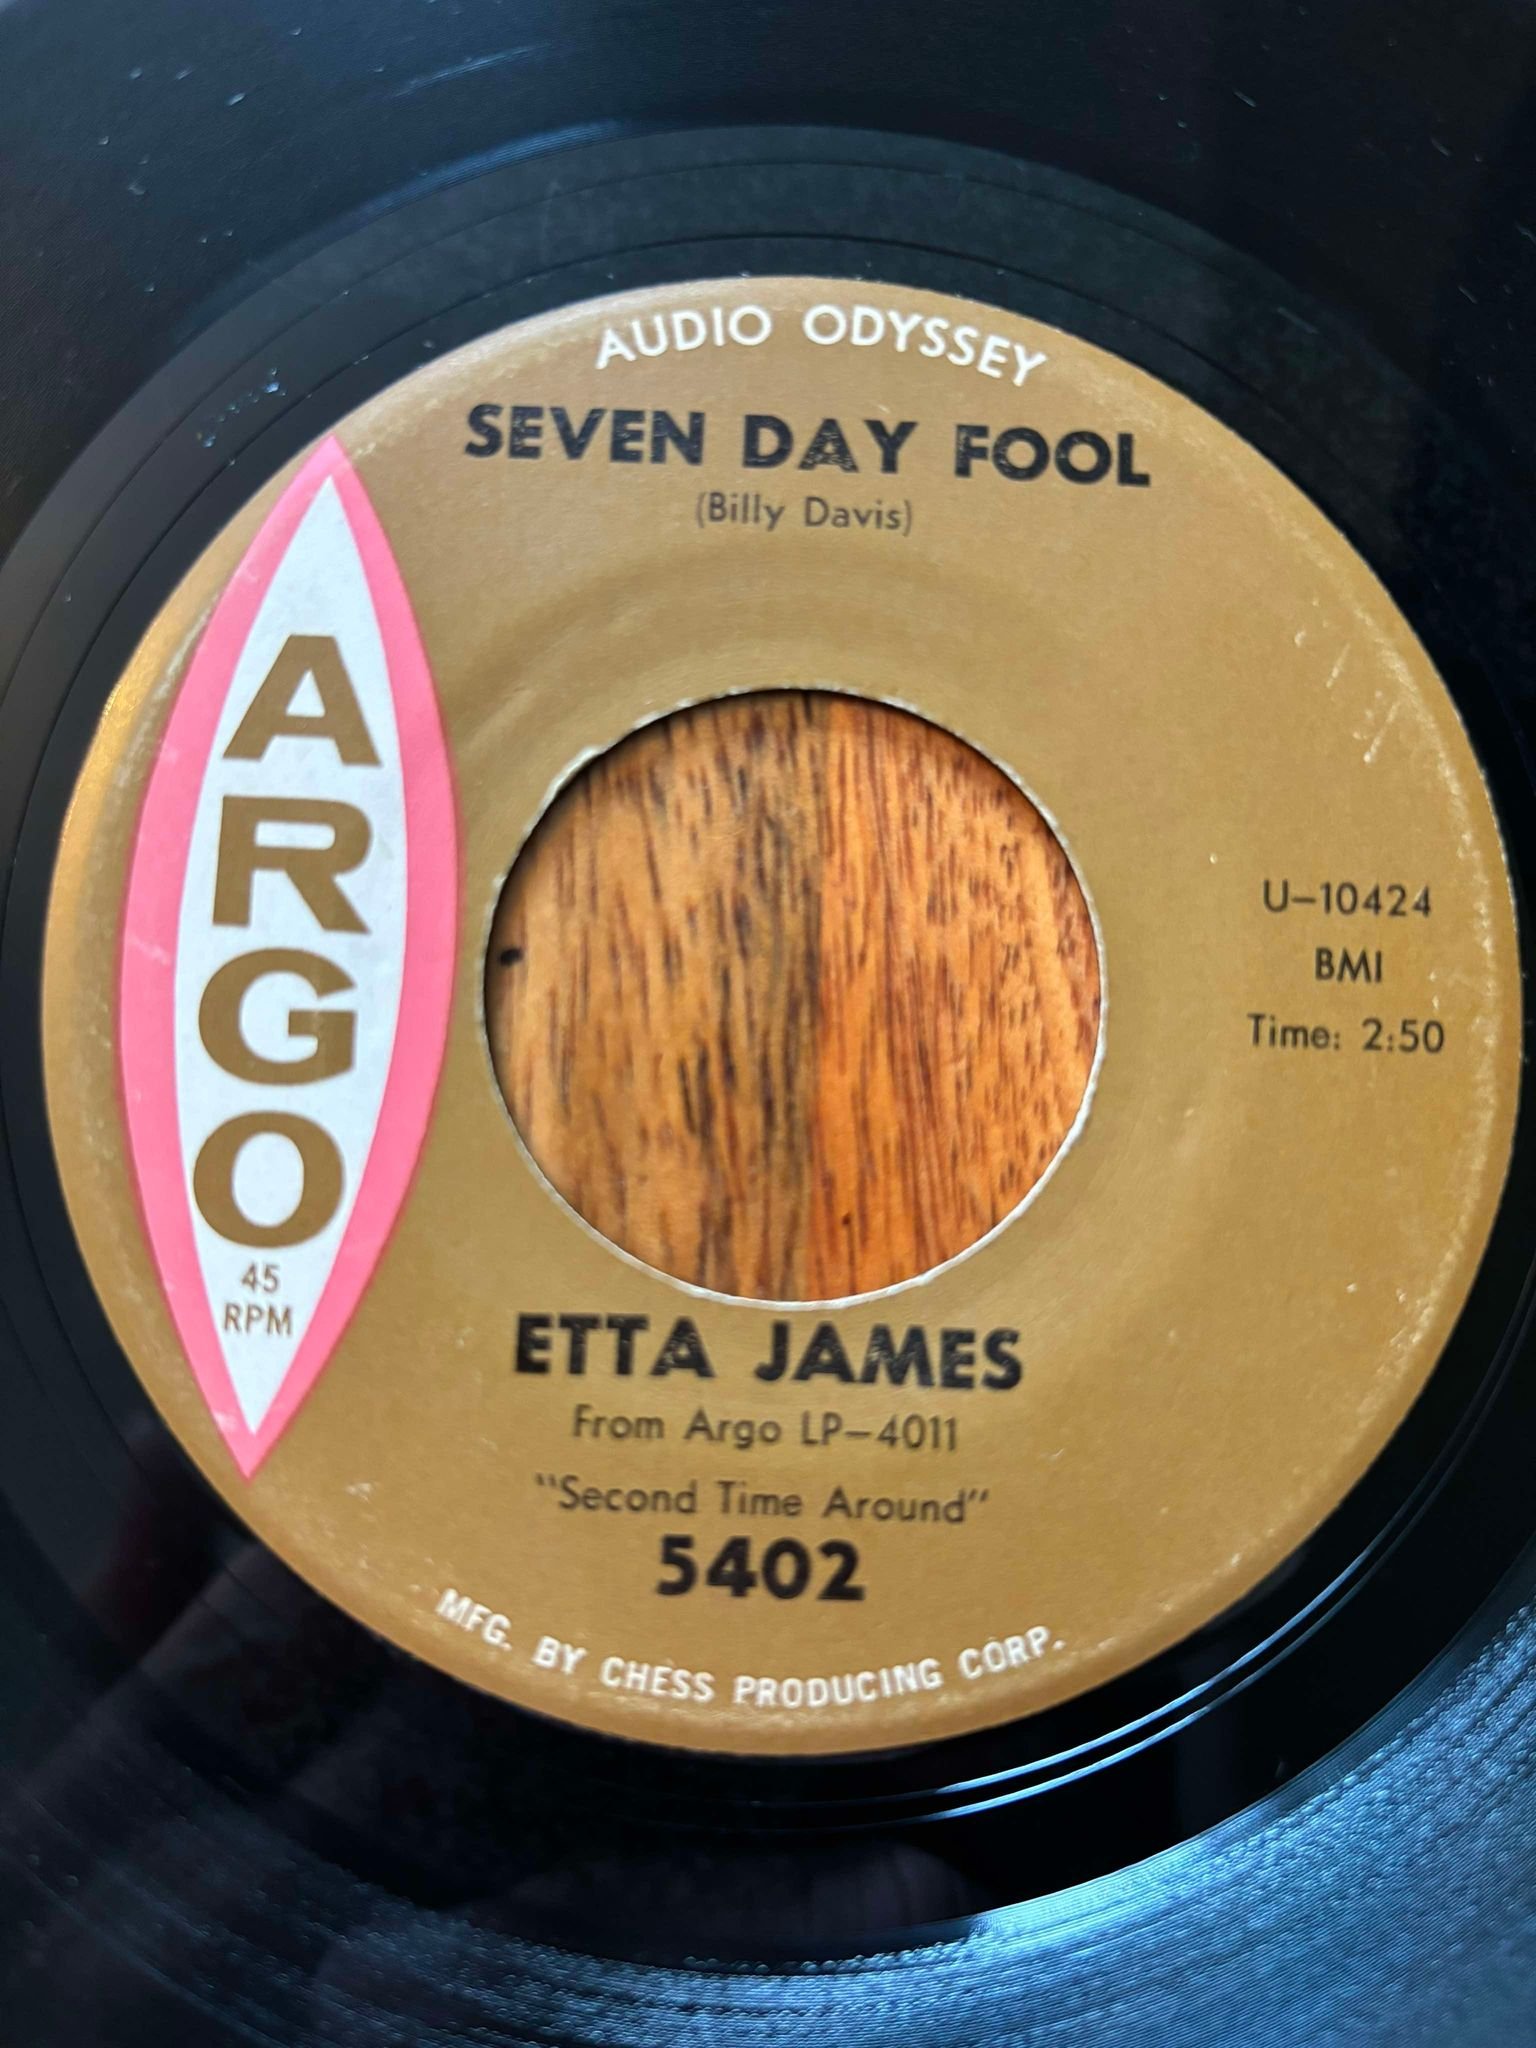 AUDIO ODYSSEY
SEVEN DAY FOOL
(Billy Davis)
ARGO
45
RPM
U-10424
BMI
Time: 2:50
ETTA JAMES
From Argo LP-4011
"Second Time Around"
5402
MFG. BY CHESS PRODUCING CORP.